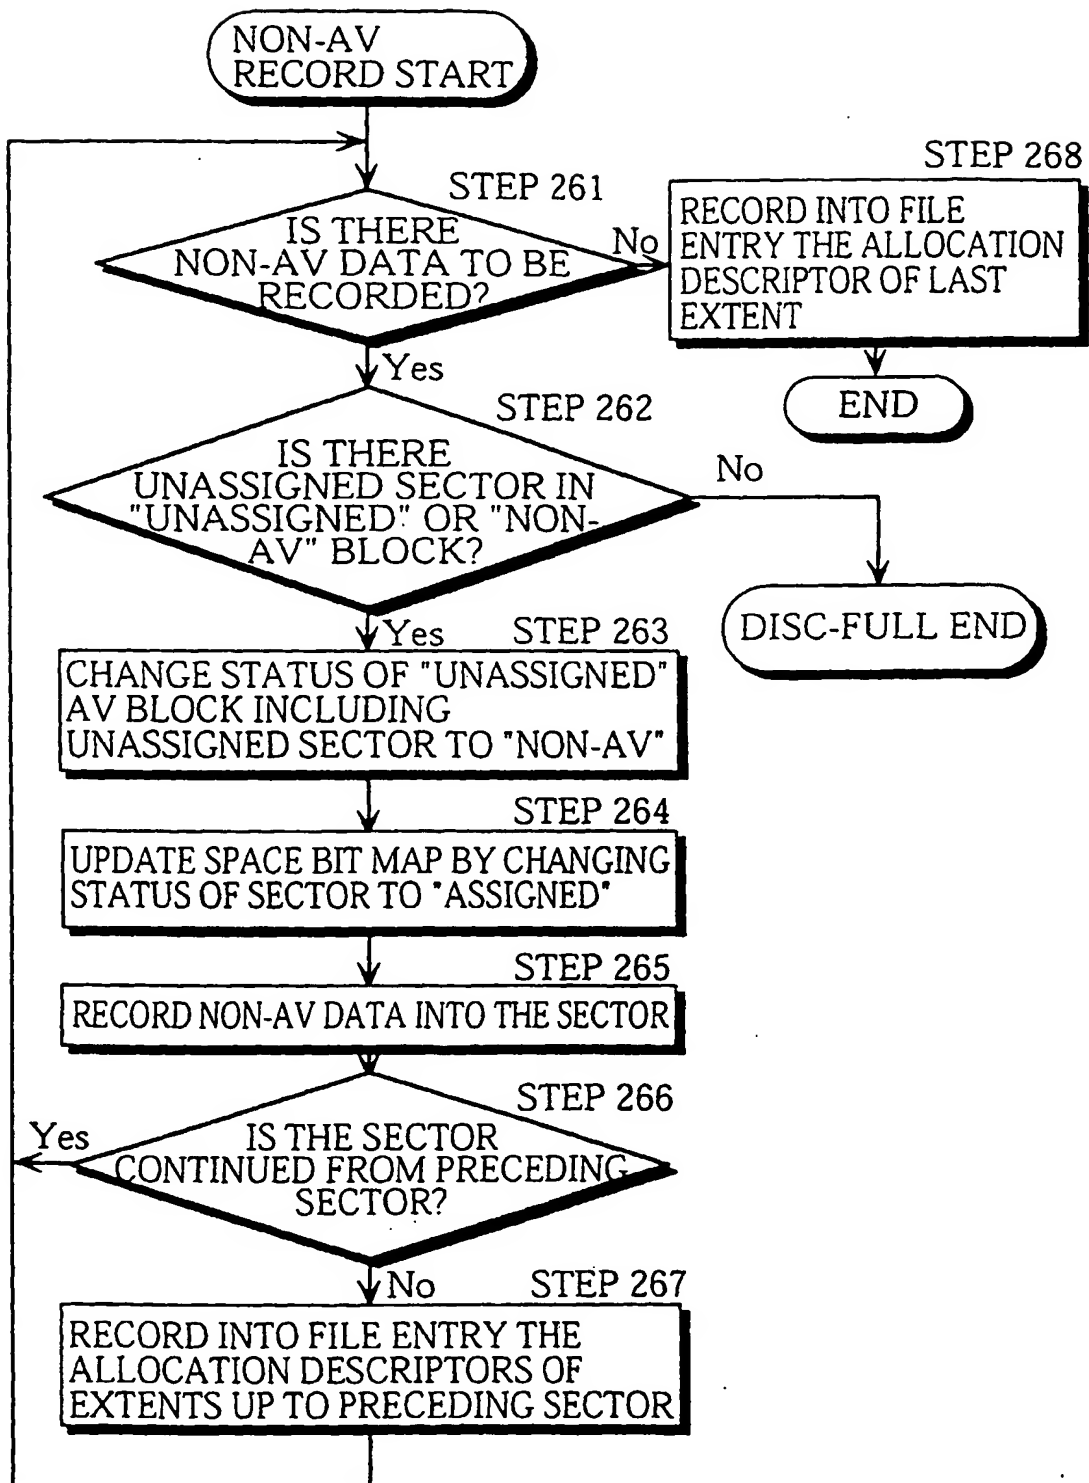 NON-AV
RECORD START
STEP 261
IS THERE
NON-AV DATA TO BE
RECORDED?
No
STEP 268
RECORD INTO FILE
ENTRY THE ALLOCATION
DESCRIPTOR OF LAST
EXTENT
END
Yes
STEP 262
IS THERE
UNASSIGNED SECTOR IN
"UNASSIGNED" OR "NON-
AV" BLOCK?
No
DISC-FULL END
Yes
STEP 263
CHANGE STATUS OF "UNASSIGNED"
AV BLOCK INCLUDING
UNASSIGNED SECTOR TO "NON-AV"
STEP 264
UPDATE SPACE BIT MAP BY CHANGING
STATUS OF SECTOR TO "ASSIGNED"
STEP 265
RECORD NON-AV DATA INTO THE SECTOR
STEP 266
Yes
IS THE SECTOR
CONTINUED FROM PRECEDING
SECTOR?
No
STEP 267
RECORD INTO FILE ENTRY THE
ALLOCATION DESCRIPTORS OF
EXTENTS UP TO PRECEDING SECTOR